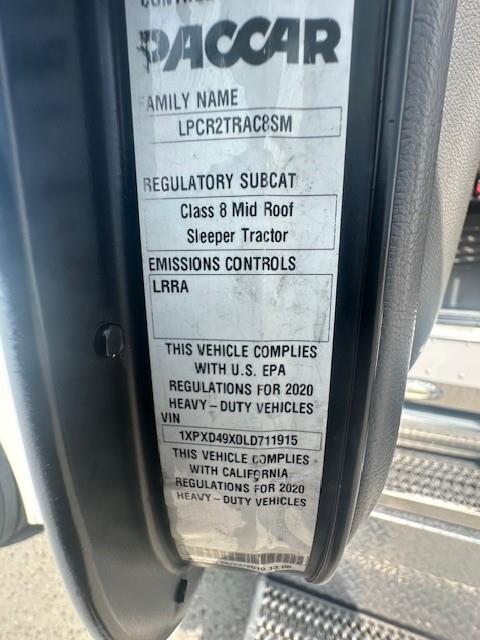 PACCAR
FAMILY NAME
LPCR2TRAC8SM
REGULATORY SUBCAT
Class 8 Mid Roof
Sleeper Tractor
EMISSIONS CONTROLS
LRRA
THIS VEHICLE COMPLIES
WITH U.S. EPA
REGULATIONS FOR 2020
HEAVY-DUTY VEHICLES
VIN
1XPXD49X0LD711915
THIS VEHICLE COMPLIES
WITH CALIFORNIA
REGULATIONS FOR 2020
HEAVY-DUTY VEHICLES